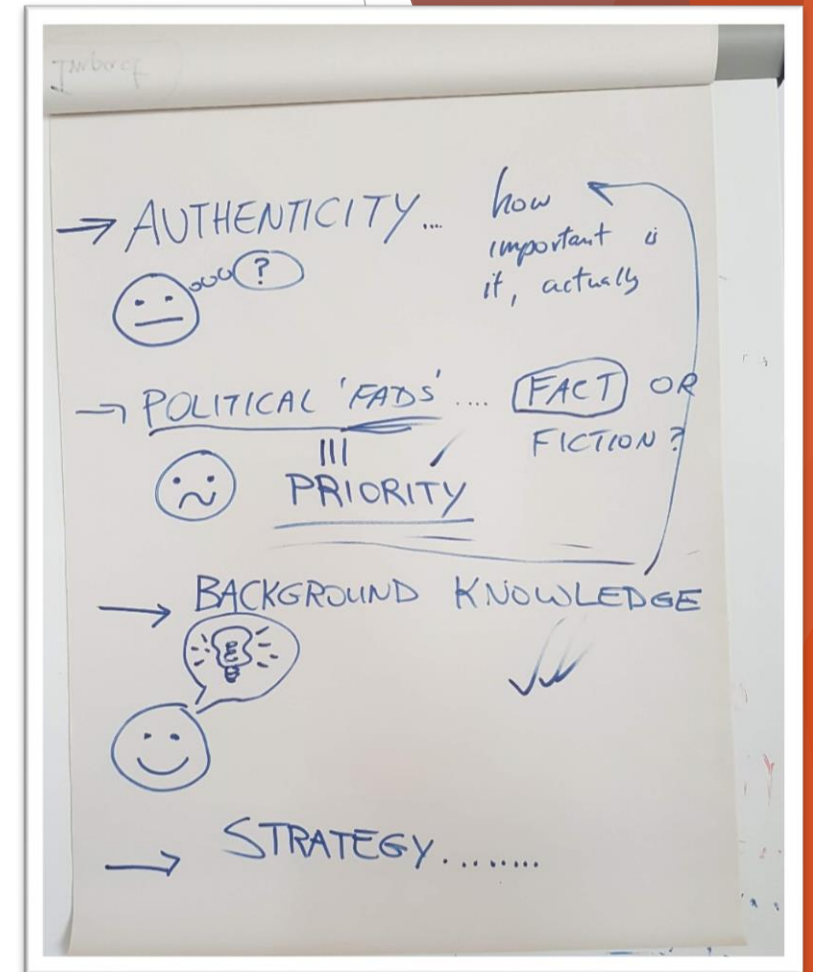 → AUTHENTICITY...
how
important is
it, actually
?
→ POLITICAL 'FADS' .... FACT OR
FICTION?
PRIORITY
→ BACKGROUND KNOWLEDGE
→ STRATEGY........